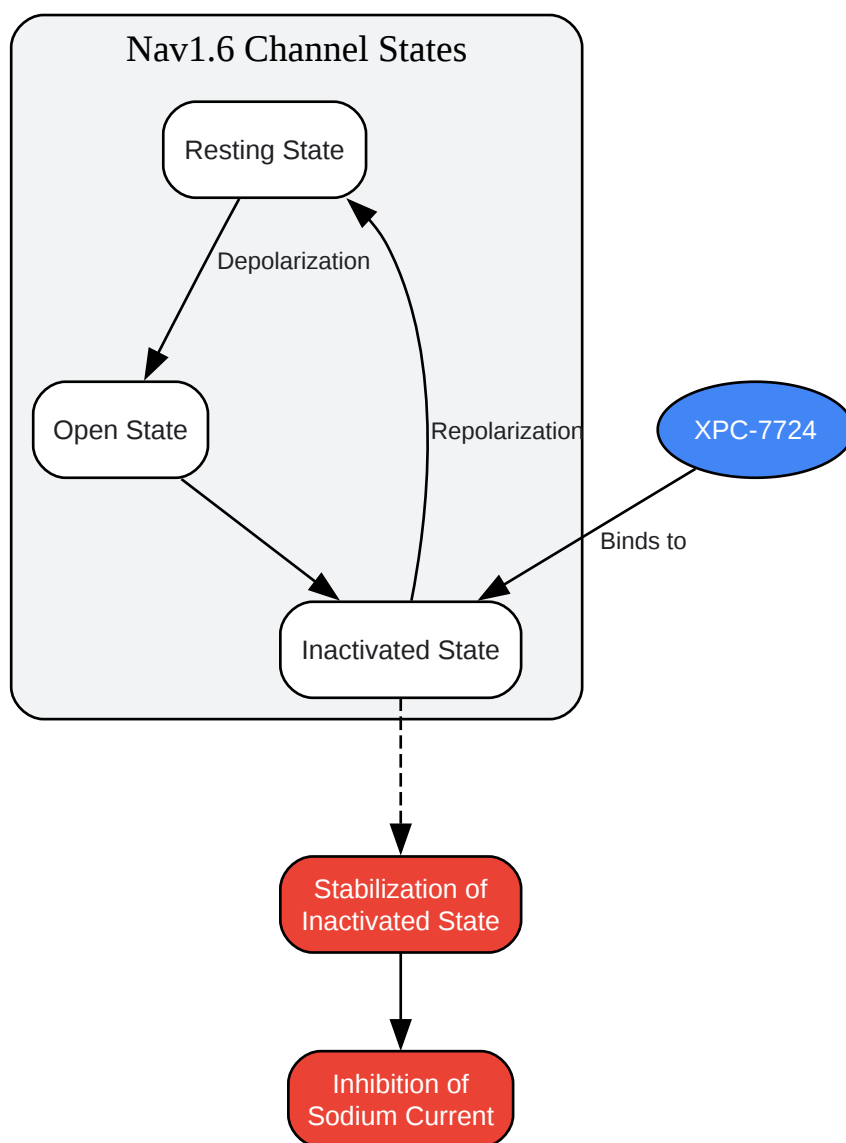 Nav1.6 Channel States
Resting State
Depolarization
Open State
Repolarization
XPC-7724
Binds to
Inactivated State
Stabilization of
Inactivated State
Inhibition of
Sodium Current